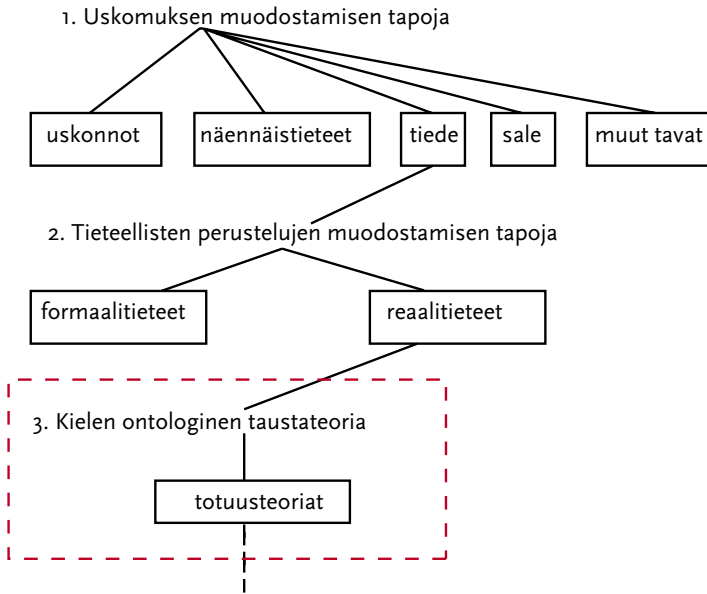 1. Uskomuksen muodostamisen tapoja
uskonnot
näennäistieteet
tiede
sale
muut tavat
2. Tieteellisten perustelujen muodostamisen tapoja
formaalitieteet
reaalitieteet
3. Kielen ontologinen taustateoria
totuusteoriat